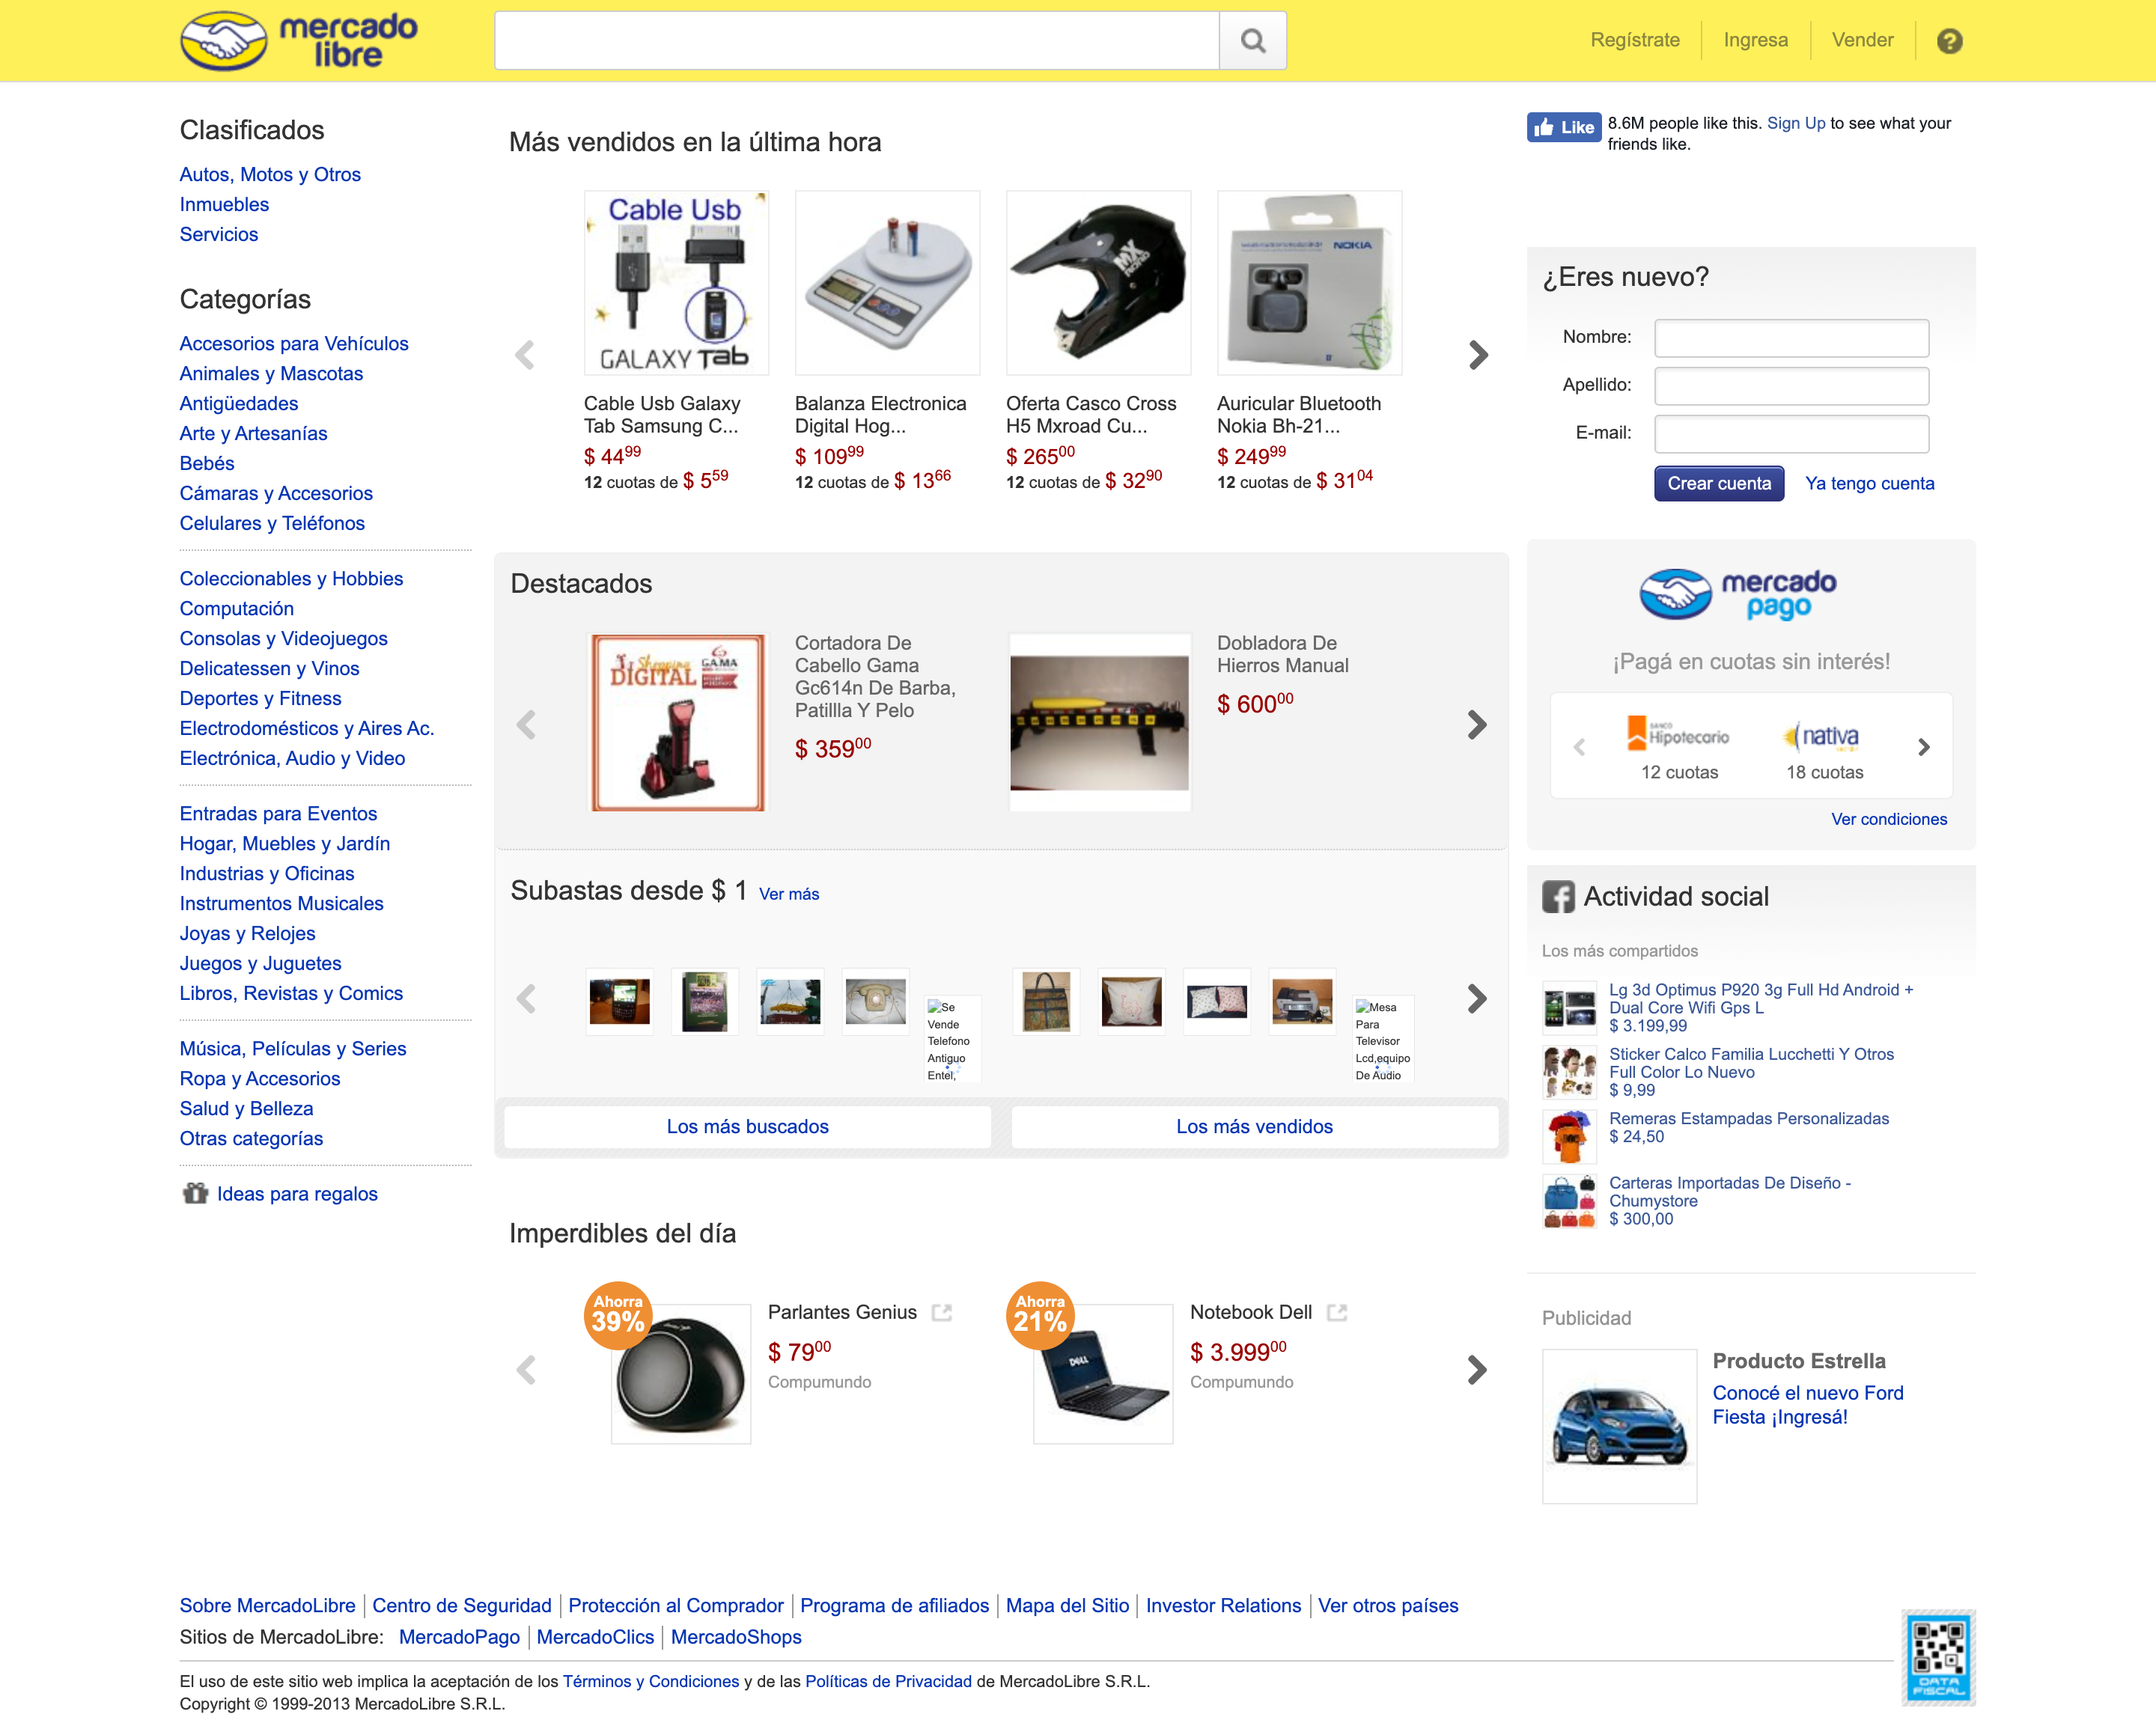 mercado
libre
Regístrate
Ingresa
Vender
?
Clasificados
Autos, Motos y Otros
Inmuebles
Servicios
Categorías
Accesorios para Vehículos
Animales y Mascotas
Antigüedades
Arte y Artesanías
Bebés
Cámaras y Accesorios
Celulares y Teléfonos
Coleccionables y Hobbies
Computación
Consolas y Videojuegos
Delicatessen y Vinos
Deportes y Fitness
Electrodomésticos y Aires Ac.
Electrónica, Audio y Video
Entradas para Eventos
Hogar, Muebles y Jardín
Industrias y Oficinas
Instrumentos Musicales
Joyas y Relojes
Juegos y Juguetes
Libros, Revistas y Comics
Música, Películas y Series
Ropa y Accesorios
Salud y Belleza
Otras categorías
Ideas para regalos
Más vendidos en la última hora
Cable Usb
GALAXY Tab
Cable Usb Galaxy
Tab Samsung C...
$ 44 99
12 cuotas de $ 5 59
Balanza Electronica
Digital Hog...
$ 109 99
12 cuotas de $ 13 66
MX
Oferta Casco Cross
H5 Mxroad Cu...
$ 265 00
12 cuotas de $ 32 90
NOKIA
Auricular Bluetooth
Nokia Bh-21...
$ 249 99
12 cuotas de $ 31 04
Destacados
Shopping
DIGITAL
GA.MA
Cortadora De
Cabello Gama
Gc614n De Barba,
Patillla Y Pelo
$ 359 00
Dobladora De
Hierros Manual
$ 600 00
Subastas desde $ 1 Ver más
Se
Vende
Telefono
Antiguo
Entel,
Mesa
Para
Televisor
Lcd,equipo
De Audio
Los más buscados
Los más vendidos
Imperdibles del día
Ahorra
39%
Parlantes Genius
$ 79 00
Compumundo
Ahorra
21%
DELL
Notebook Dell
$ 3.999 00
Compumundo
Like
8.6M people like this. Sign Up to see what your
friends like.
¿Eres nuevo?
Nombre:
Apellido:
E-mail:
Crear cuenta
Ya tengo cuenta
mercado
pago
¡Pagá en cuotas sin interés!
BANCO
Hipotecario
12 cuotas
nativa
18 cuotas
Ver condiciones
Actividad social
Los más compartidos
Lg 3d Optimus P920 3g Full Hd Android +
Dual Core Wifi Gps L
$ 3.199,99
Sticker Calco Familia Lucchetti Y Otros
Full Color Lo Nuevo
$ 9,99
Remeras Estampadas Personalizadas
$ 24,50
Carteras Importadas De Diseño -
Chumystore
$ 300,00
Publicidad
Producto Estrella
Conocé el nuevo Ford
Fiesta ¡Ingresá!
Sobre MercadoLibre | Centro de Seguridad | Protección al Comprador | Programa de afiliados | Mapa del Sitio | Investor Relations | Ver otros países
Sitios de MercadoLibre: MercadoPago | MercadoClics | MercadoShops
El uso de este sitio web implica la aceptación de los Términos y Condiciones y de las Políticas de Privacidad de MercadoLibre S.R.L.
Copyright © 1999-2013 MercadoLibre S.R.L.
DATA
FISCAL